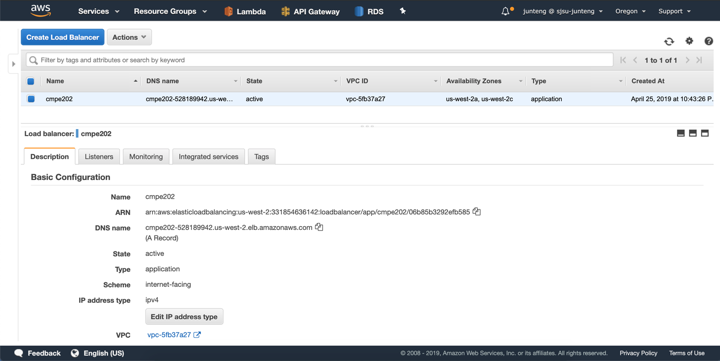 aws Services Resource Groups Lambda API Gateway RDS junteng @ sjsu-junteng Oregon Support
Create Load Balancer Actions
Filter by tags and attributes or search by keyword 1 to 1 of 1
Name DNS name State VPC ID Availability Zones Type Created At
cmpe202 cmpe202-528189942.us-we... active vpc-5fb37a27 us-west-2a, us-west-2c application April 25, 2019 at 10:43:26 P.
Load balancer: cmpe202
Description Listeners Monitoring Integrated services Tags
Basic Configuration
Name cmpe202
ARN arn:aws:elasticloadbalancing:us-west-2:331854636142:loadbalancer/app/cmpe202/06b85b3292efb585
DNS name cmpe202-528189942.us-west-2.elb.amazonaws.com
(A Record)
State active
Type application
Scheme internet-facing
IP address type ipv4
Edit IP address type
VPC vpc-5fb37a27
Feedback English (US) © 2008 - 2019, Amazon Web Services, Inc. or its affiliates. All rights reserved. Privacy Policy Terms of Use